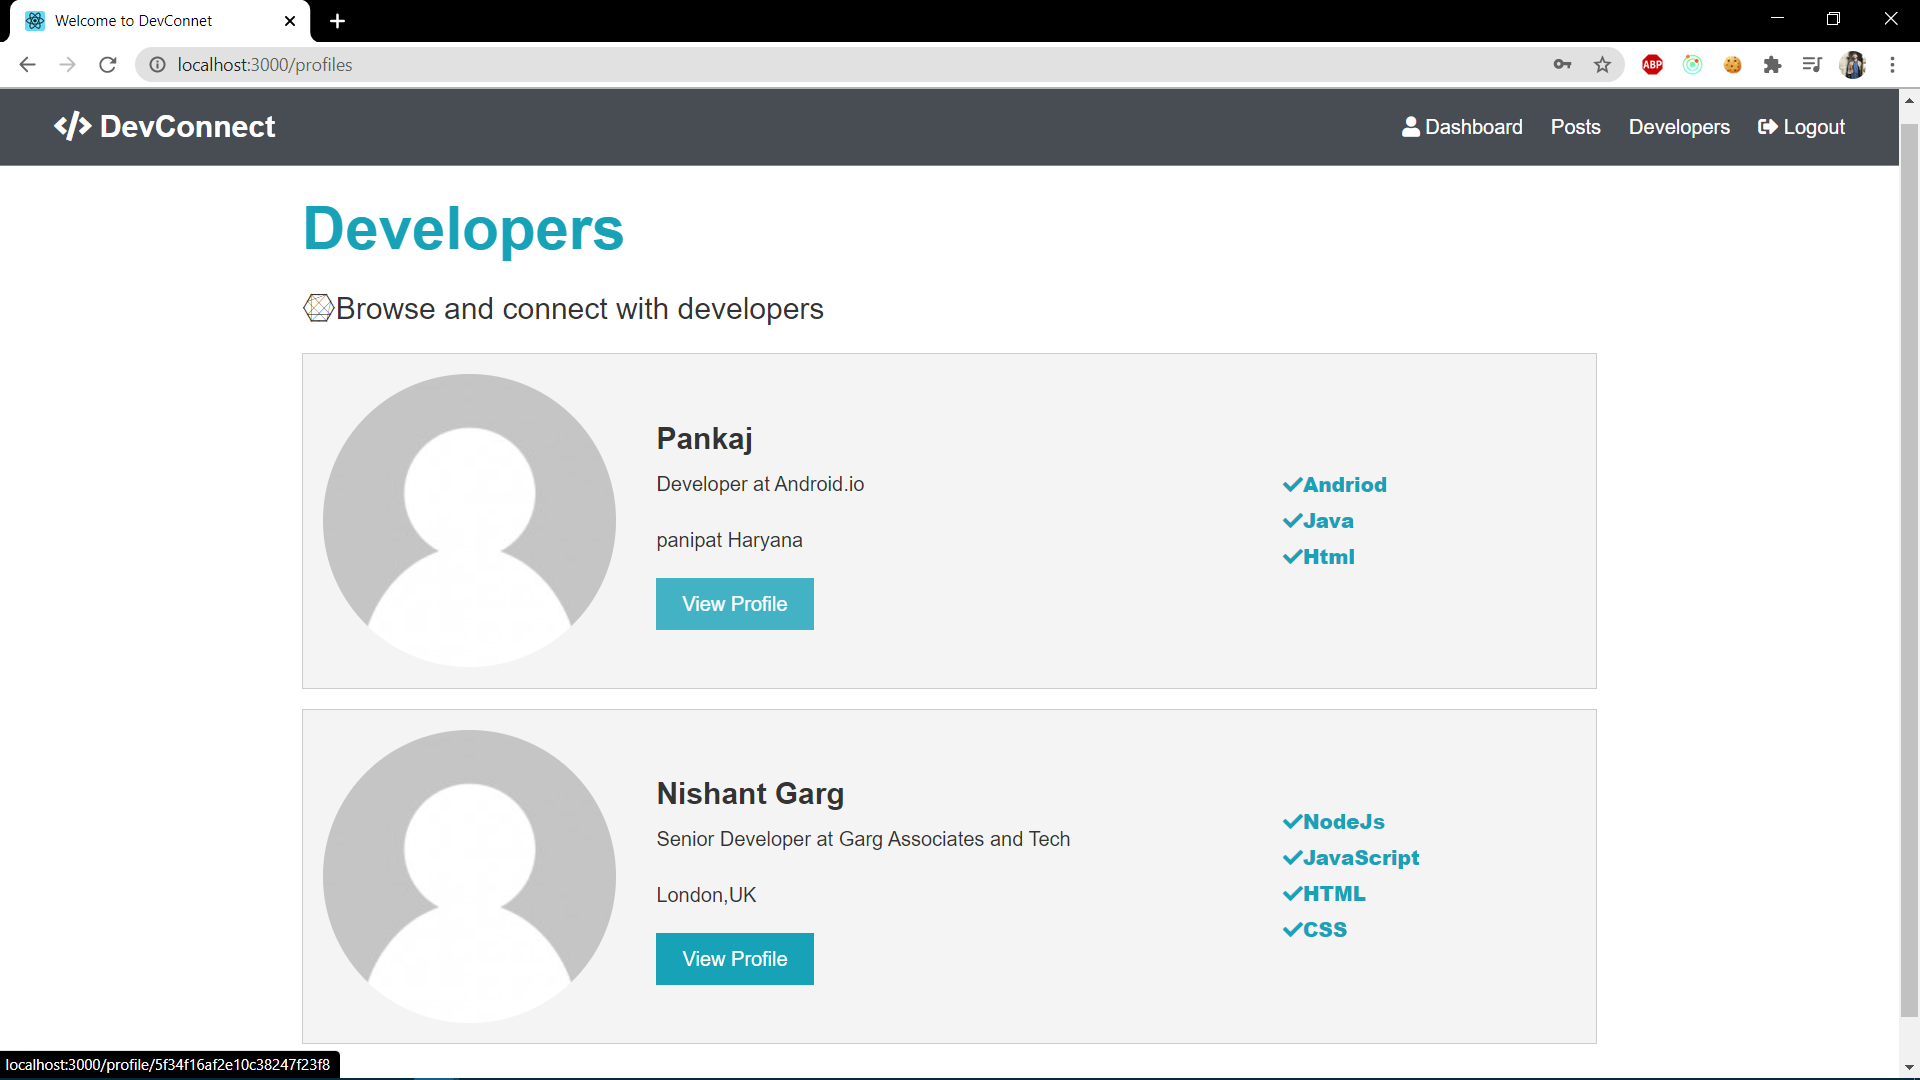 Welcome to DevConnet
localhost:3000/profiles
ABP
DevConnect
Dashboard Posts Developers Logout
Developers
Browse and connect with developers
Pankaj
Developer at Android.io
panipat Haryana
View Profile
Andriod
Java
Html
Nishant Garg
Senior Developer at Garg Associates and Tech
London,UK
View Profile
NodeJs
JavaScript
HTML
CSS
localhost:3000/profile/5f34f16af2e10c38247f23f8